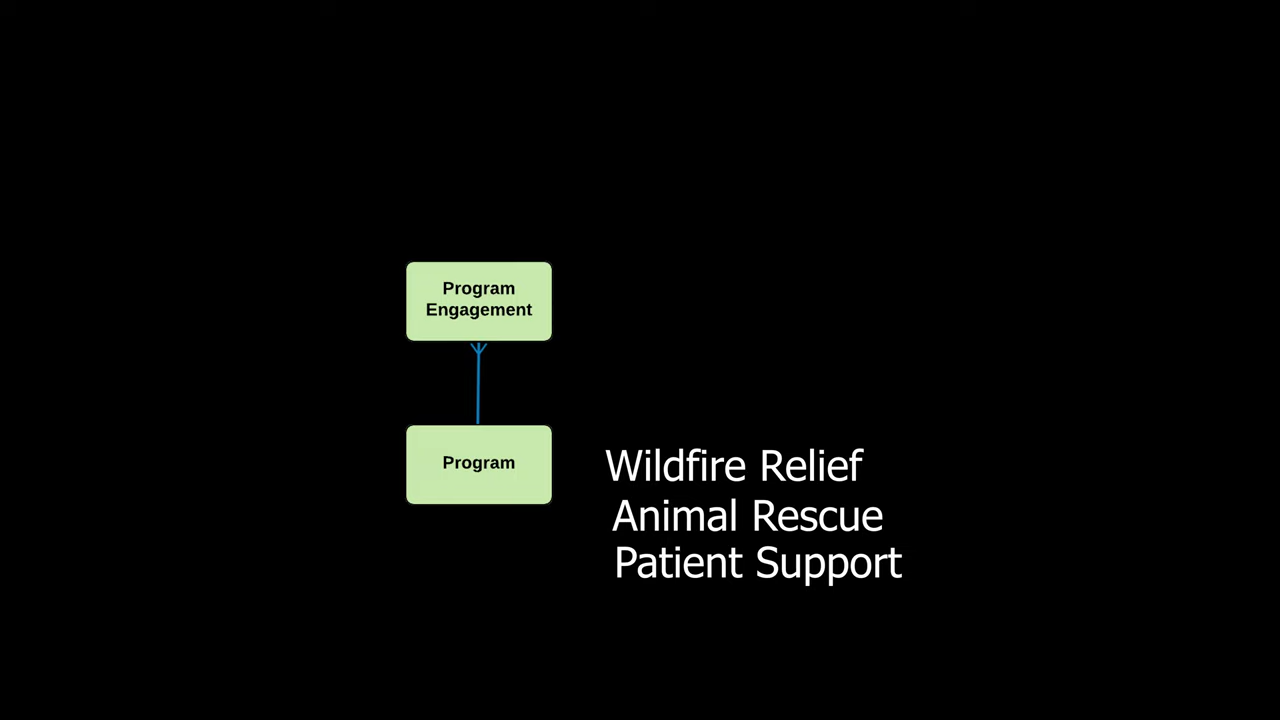 Program
Engagement
Program
Wildfire Relief
Animal Rescue
Patient Support